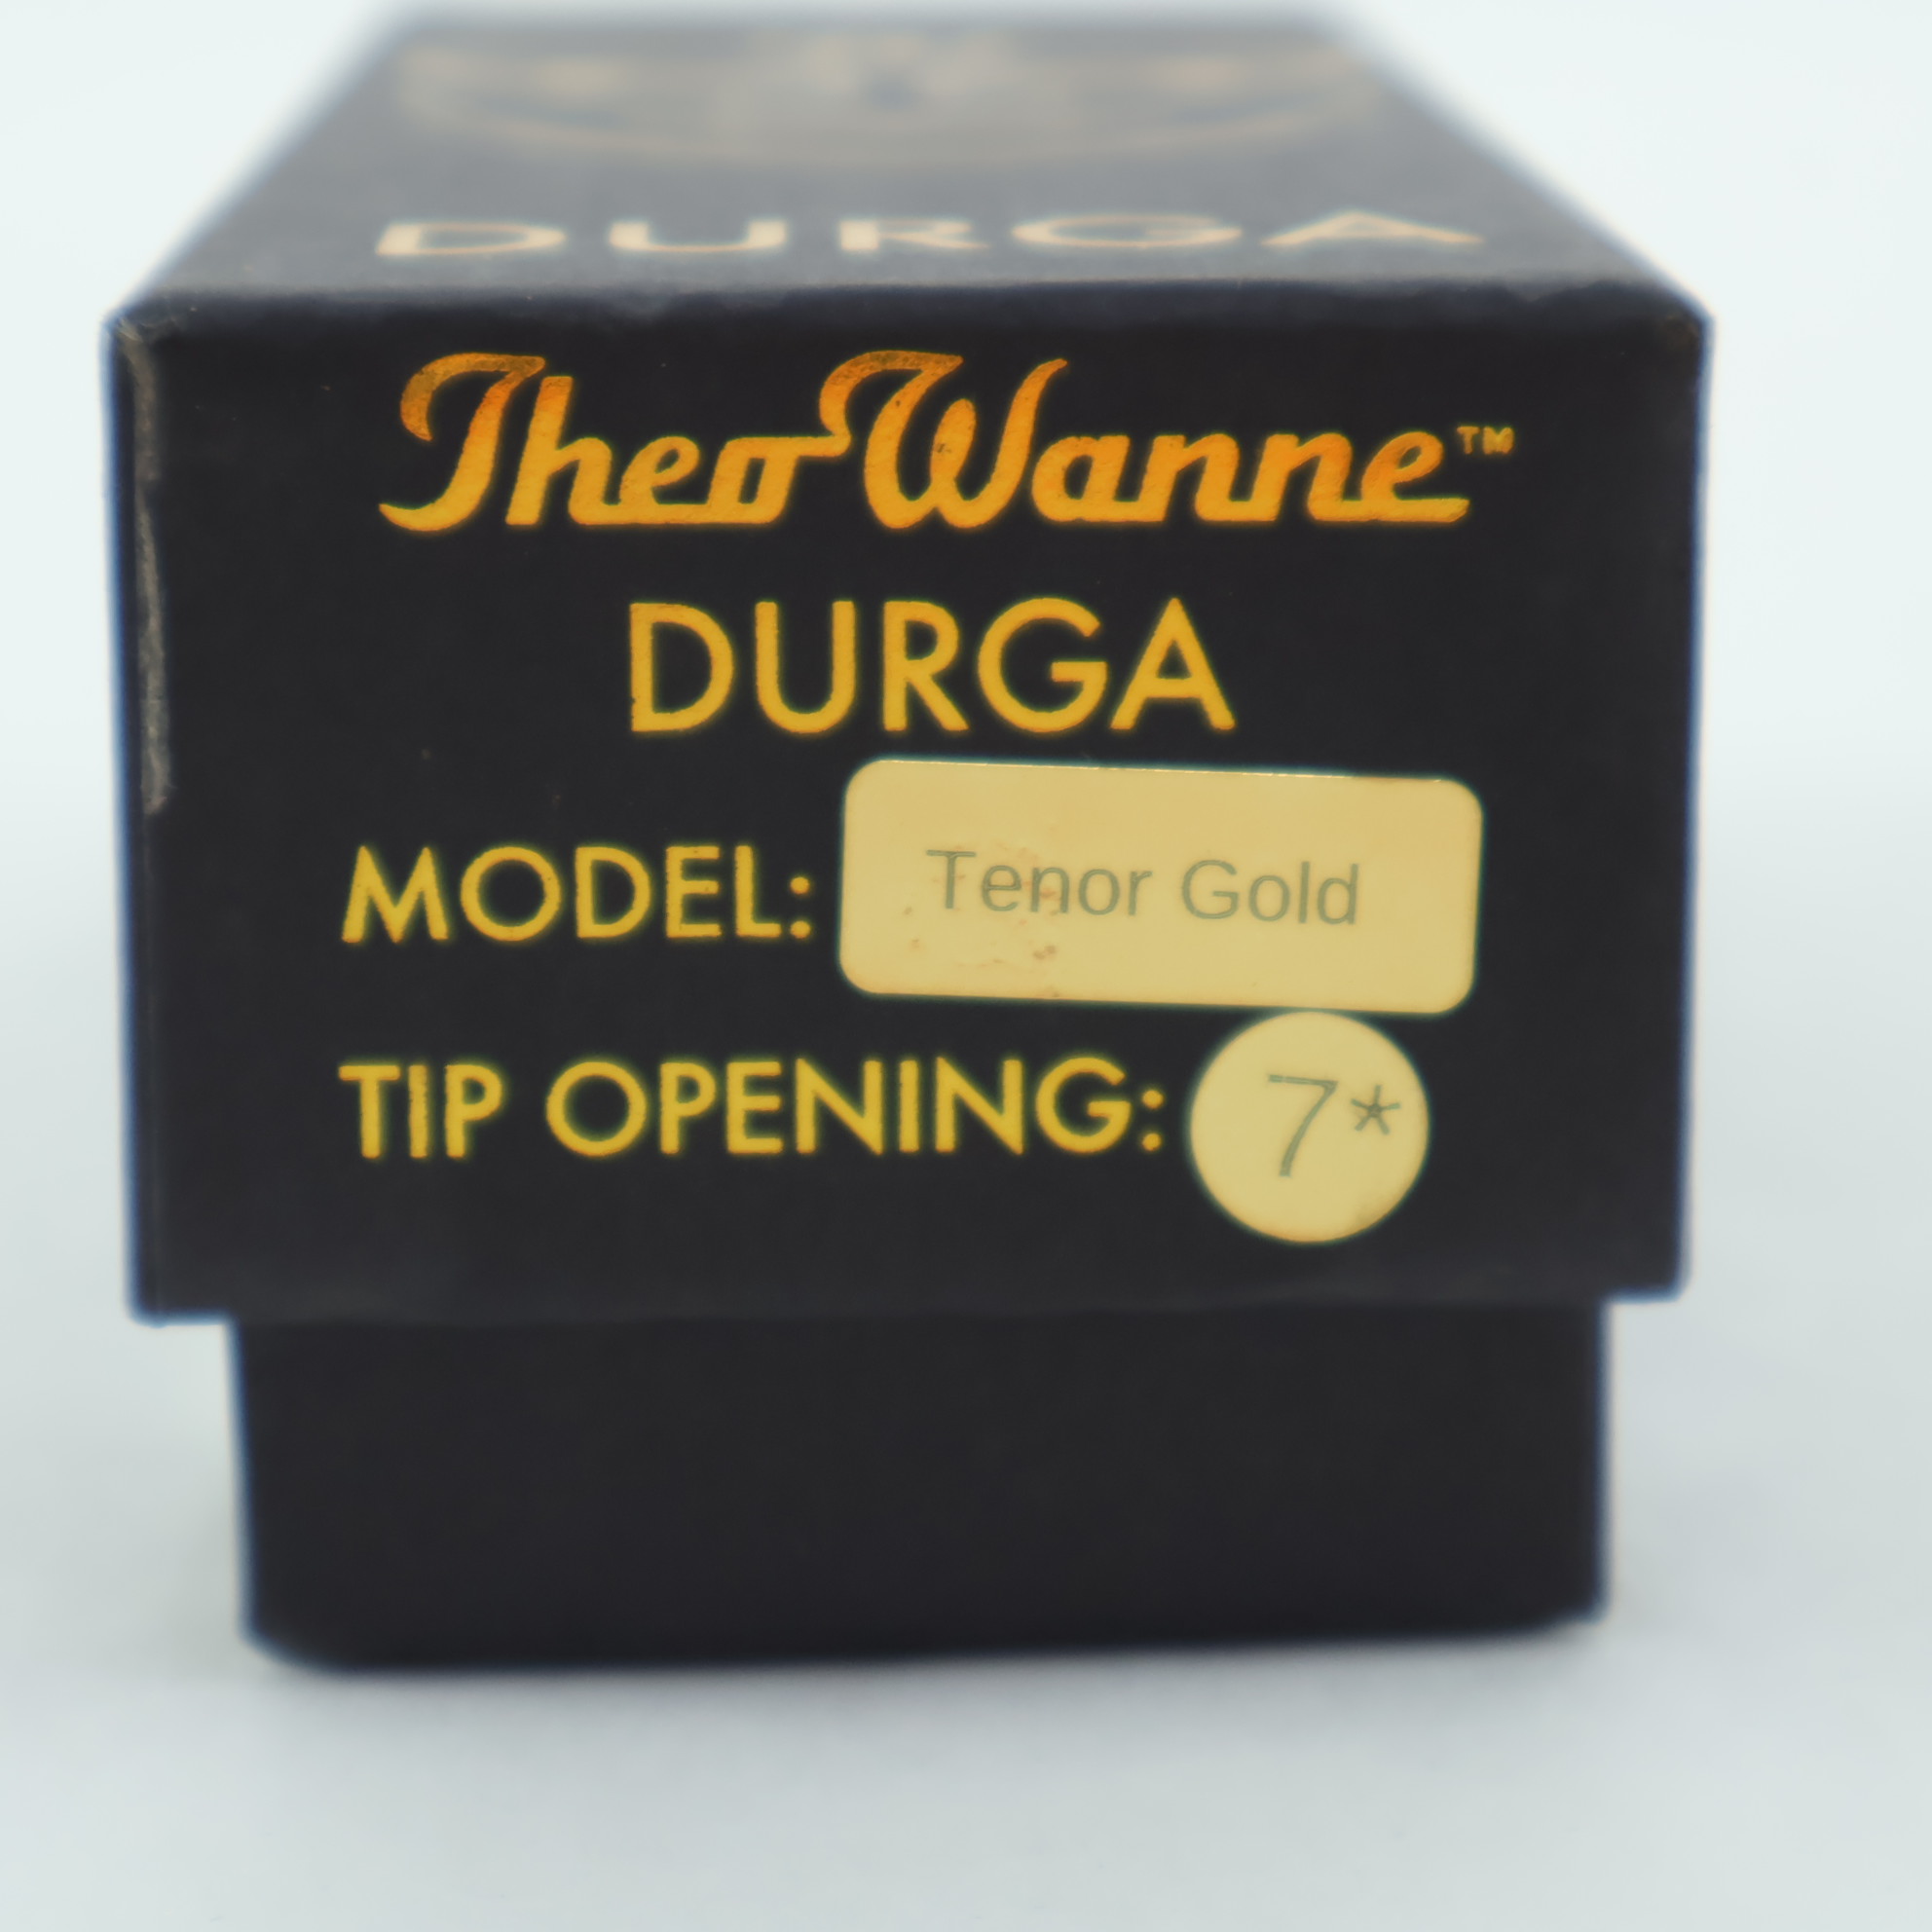 DURGA
Theo Wanne™
DURGA
MODEL: Tenor Gold
TIP OPENING: 7*